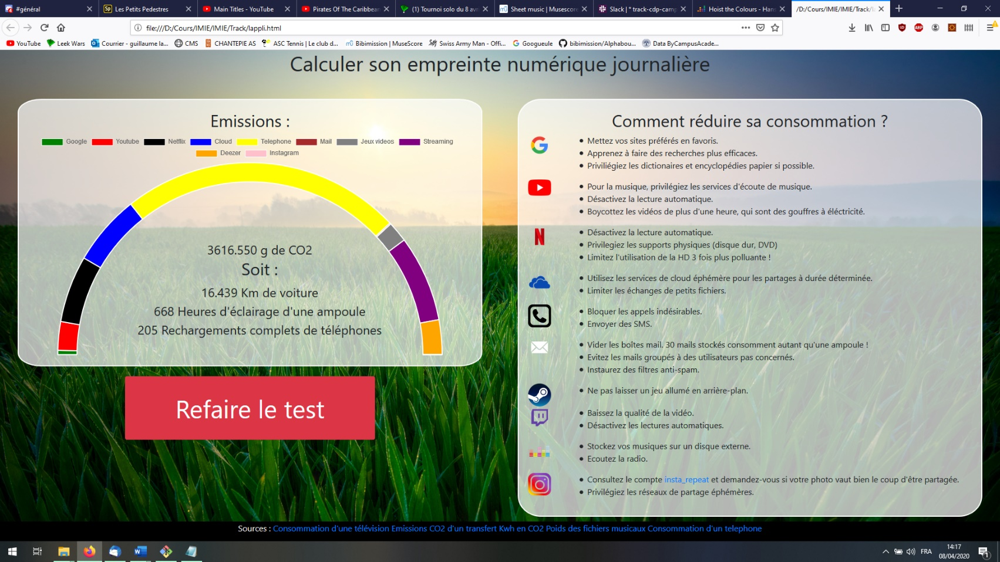 #général
Les Petits Pedestres
Main Titles - YouTube
Pirates Of The Caribbean
(1) Tournoi solo du 8 avri
Sheet music | Musescore
Slack | * track-cdp-camp
Hoist the Colours - Hans
/D:/Cours/IMIE/IMIE/Track/la
file:///D:/Cours/IMIE/IMIE/Track/lappli.html
YouTube
Leek Wars
Courrier - guillaume la...
CMS
CHANTEPIE AS
ASC Tennis | Le club d...
Bibimission | MuseScore
Swiss Army Man - Offi...
Googueule
bibimission/Alphabou...
Data ByCampusAcade...
Calculer son empreinte numérique journalière
Emissions :
Google Youtube Netflix Cloud Telephone Mail Jeux videos Streaming
Deezer Instagram
3616.550 g de CO2
Soit :
16.439 Km de voiture
668 Heures d'éclairage d'une ampoule
205 Rechargements complets de téléphones
Refaire le test
Comment réduire sa consommation ?
Mettez vos sites préférés en favoris.
Apprenez à faire des recherches plus efficaces.
Priviliégiez les dictionaires et encyclopédies papier si possible.
Pour la musique, privilégiez les services d'écoute de musique.
Désactivez la lecture automatique.
Boycottez les vidéos de plus d'une heure, qui sont des gouffres à éléctricité.
Désactivez la lecture automatique.
Privilegiez les supports physiques (disque dur, DVD)
Limitez l'utilisation de la HD 3 fois plus polluante !
Utilisez les services de cloud éphémère pour les partages à durée déterminée.
Limiter les échanges de petits fichiers.
Bloquer les appels indésirables.
Envoyer des SMS.
Vider les boîtes mail. 30 mails stockés consomment autant qu'une ampoule !
Evitez les mails groupés à des utilisateurs pas concernés.
Instaurez des filtres anti-spam.
Ne pas laisser un jeu allumé en arrière-plan.
Baissez la qualité de la vidéo.
Désactivez les lectures automatiques.
Stockez vos musiques sur un disque externe.
Ecoutez la radio.
Consultez le compte insta_repeat et demandez-vous si votre photo vaut bien le coup d'être partagée.
Privilégiez les réseaux de partage éphémères.
Sources : Consommation d'une télévision Emissions CO2 d'un transfert Kwh en CO2 Poids des fichiers musicaux Consommation d'un telephone
FRA
14:17
08/04/2020